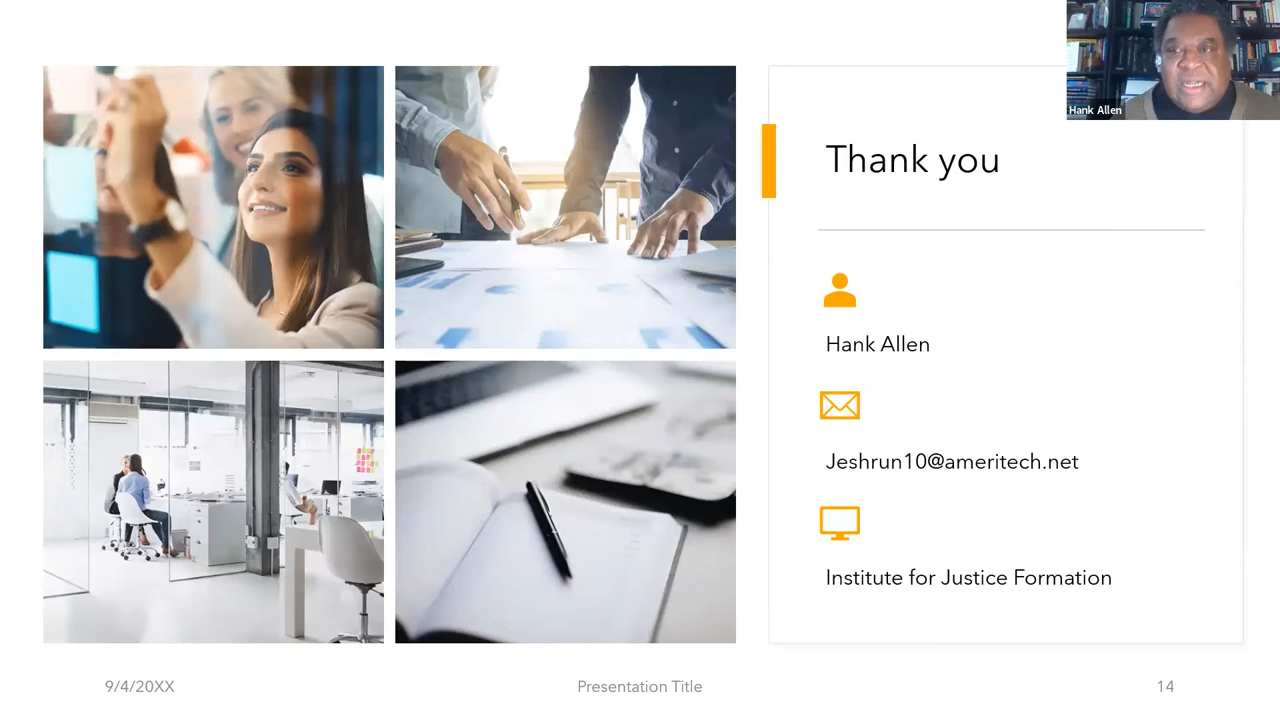 Hank Allen
Thank you
Hank Allen
Jeshrun10@ameritech.net
Institute for Justice Formation
9/4/20XX
Presentation Title
14